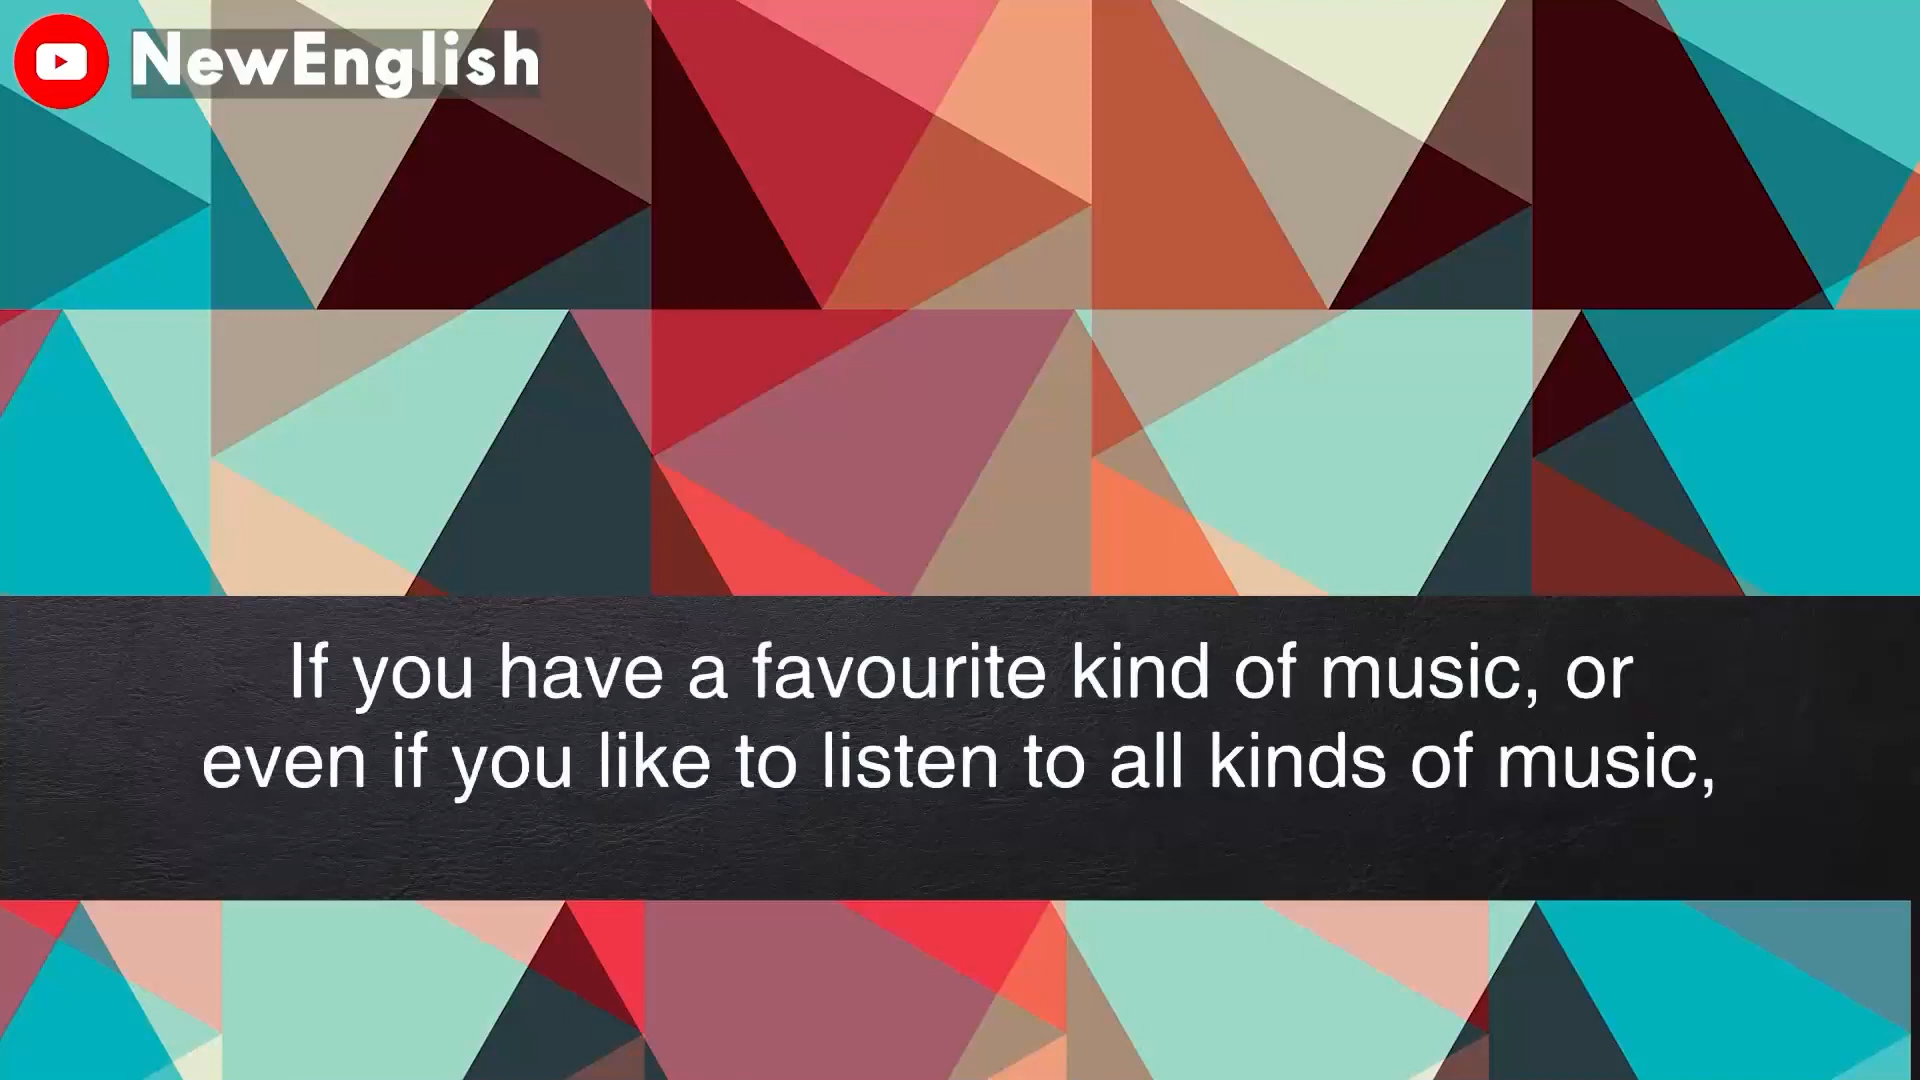 NewEnglish
If you have a favourite kind of music, or
even if you like to listen to all kinds of music,